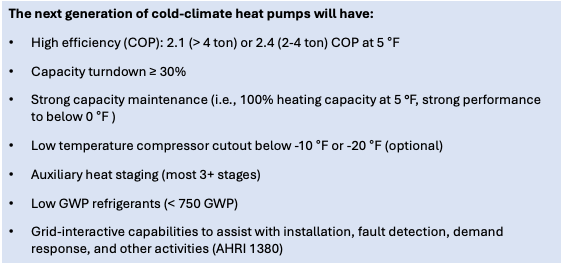 The next generation of cold-climate heat pumps will have:
• High efficiency (COP): 2.1 (> 4 ton) or 2.4 (2-4 ton) COP at 5 °F
• Capacity turndown ≥ 30%
• Strong capacity maintenance (i.e., 100% heating capacity at 5 °F, strong performance
to below 0 °F )
• Low temperature compressor cutout below -10 °F or -20 °F (optional)
• Auxiliary heat staging (most 3+ stages)
• Low GWP refrigerants (< 750 GWP)
• Grid-interactive capabilities to assist with installation, fault detection, demand
response, and other activities (AHRI 1380)